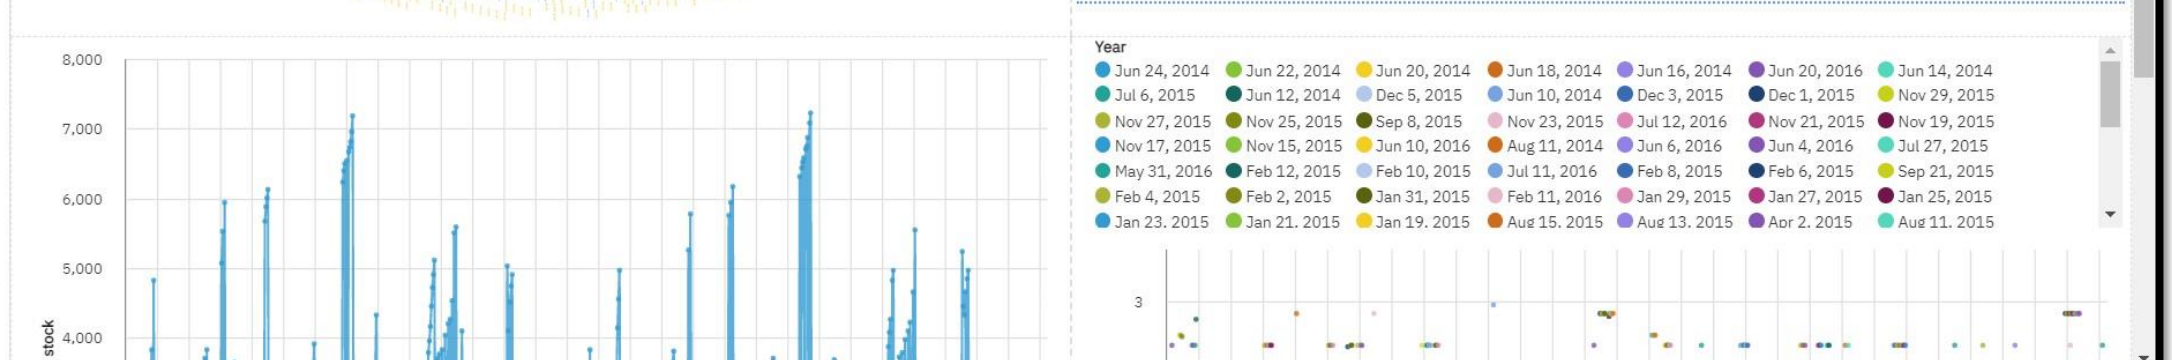 8,000
7,000
6,000
5,000
4,000
stock
Year
Jun 24, 2014 Jun 22, 2014 Jun 20, 2014 Jun 18, 2014 Jun 16, 2014 Jun 20, 2016 Jun 14, 2014
Jul 6, 2015 Jun 12, 2014 Dec 5, 2015 Jun 10, 2014 Dec 3, 2015 Dec 1, 2015 Nov 29, 2015
Nov 27, 2015 Nov 25, 2015 Sep 8, 2015 Nov 23, 2015 Jul 12, 2016 Nov 21, 2015 Nov 19, 2015
Nov 17, 2015 Nov 15, 2015 Jun 10, 2016 Aug 11, 2014 Jun 6, 2016 Jun 4, 2016 Jul 27, 2015
May 31, 2016 Feb 12, 2015 Feb 10, 2015 Jul 11, 2016 Feb 8, 2015 Feb 6, 2015 Sep 21, 2015
Feb 4, 2015 Feb 2, 2015 Jan 31, 2015 Feb 11, 2016 Jan 29, 2015 Jan 27, 2015 Jan 25, 2015
Jan 23, 2015 Jan 21, 2015 Jan 19, 2015 Aug 15, 2015 Aug 13, 2015 Apr 2, 2015 Aug 11, 2015
3